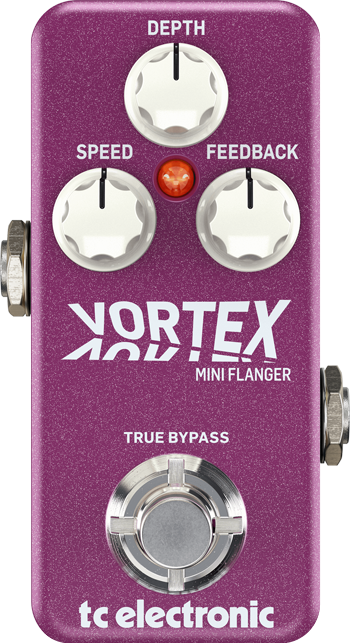 DEPTH
SPEED FEEDBACK
VORTEX
MINI FLANGER
TRUE BYPASS
tc electronic